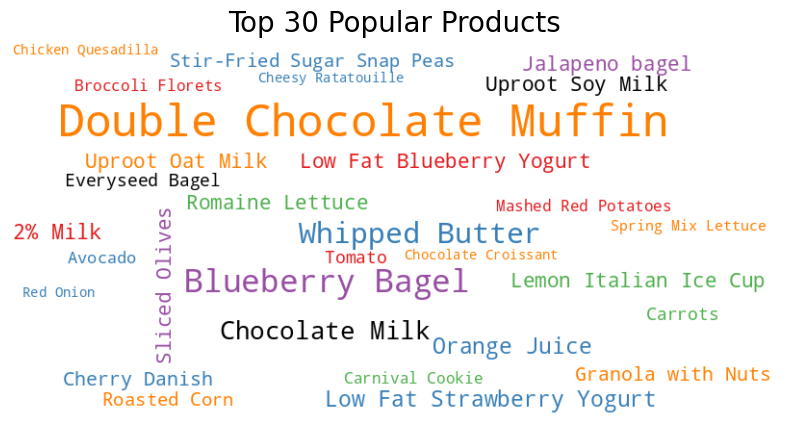 Top 30 Popular Products
Chicken Quesadilla
Stir-Fried Sugar Snap Peas
Jalapeno bagel
Cheesy Ratatouille
Broccoli Florets
Uproot Soy Milk
Double Chocolate Muffin
Uproot Oat Milk
Low Fat Blueberry Yogurt
Everyseed Bagel
Romaine Lettuce
Mashed Red Potatoes
2% Milk
Whipped Butter
Spring Mix Lettuce
Avocado
Sliced Olives
Tomato
Chocolate Croissant
Red Onion
Blueberry Bagel
Lemon Italian Ice Cup
Carrots
Chocolate Milk
Orange Juice
Cherry Danish
Carnival Cookie
Granola with Nuts
Roasted Corn
Low Fat Strawberry Yogurt